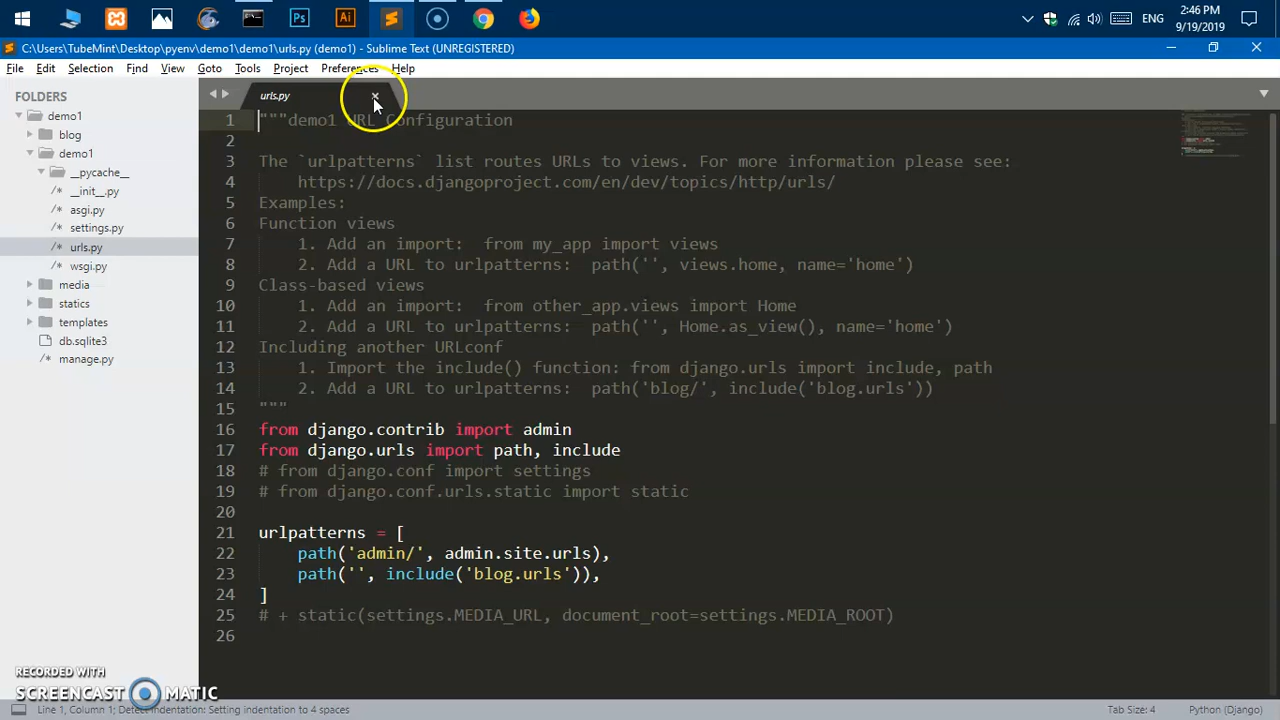 2:46 PM
ENG
9/19/2019
C:\Users\TubeMint\Desktop\pyenv\demo1\demo1\urls.py (demo1) - Sublime Text (UNREGISTERED)
File Edit Selection Find View Goto Tools Project Preferences Help
FOLDERS
demo1
blog
demo1
__pycache__
__init__.py
asgi.py
settings.py
urls.py
wsgi.py
media
statics
templates
db.sqlite3
manage.py
urls.py
1 """demo1 URL Configuration
2
3 The `urlpatterns` list routes URLs to views. For more information please see:
4 https://docs.djangoproject.com/en/dev/topics/http/urls/
5 Examples:
6 Function views
7 1. Add an import:  from my_app import views
8 2. Add a URL to urlpatterns:  path('', views.home, name='home')
9 Class-based views
10 1. Add an import:  from other_app.views import Home
11 2. Add a URL to urlpatterns:  path('', Home.as_view(), name='home')
12 Including another URLconf
13 1. Import the include() function: from django.urls import include, path
14 2. Add a URL to urlpatterns:  path('blog/', include('blog.urls'))
15 """
16 from django.contrib import admin
17 from django.urls import path, include
18 # from django.conf import settings
19 # from django.conf.urls.static import static
20
21 urlpatterns = [
22 path('admin/', admin.site.urls),
23 path('', include('blog.urls')),
24 ]
25 # + static(settings.MEDIA_URL, document_root=settings.MEDIA_ROOT)
26
RECORDED WITH
SCREENCAST MATIC
Line 1, Column 1; Detect Indentation: Setting indentation to 4 spaces
Tab Size: 4
Python (Django)